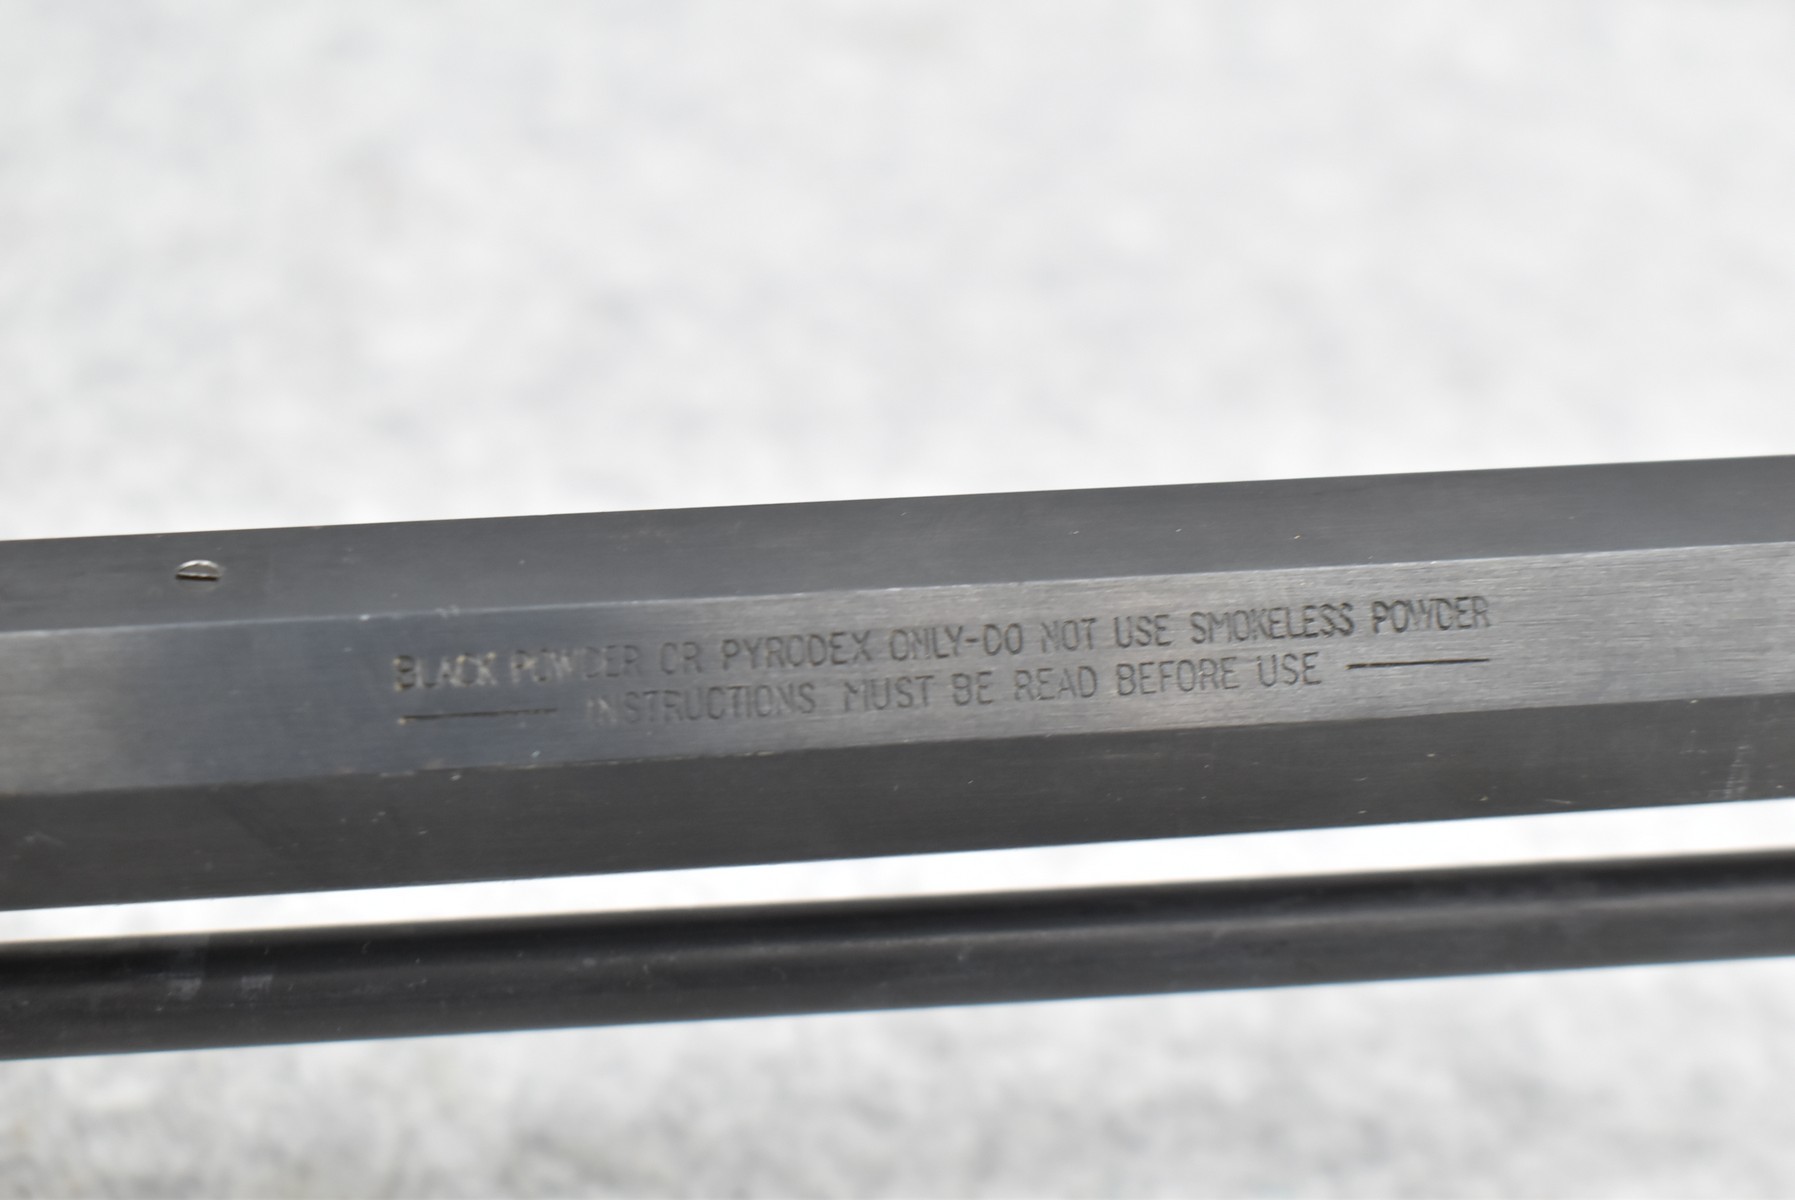 BLACK POWDER OR PYRODEX ONLY-DO NOT USE SMOKELESS POWDER
INSTRUCTIONS MUST BE READ BEFORE USE